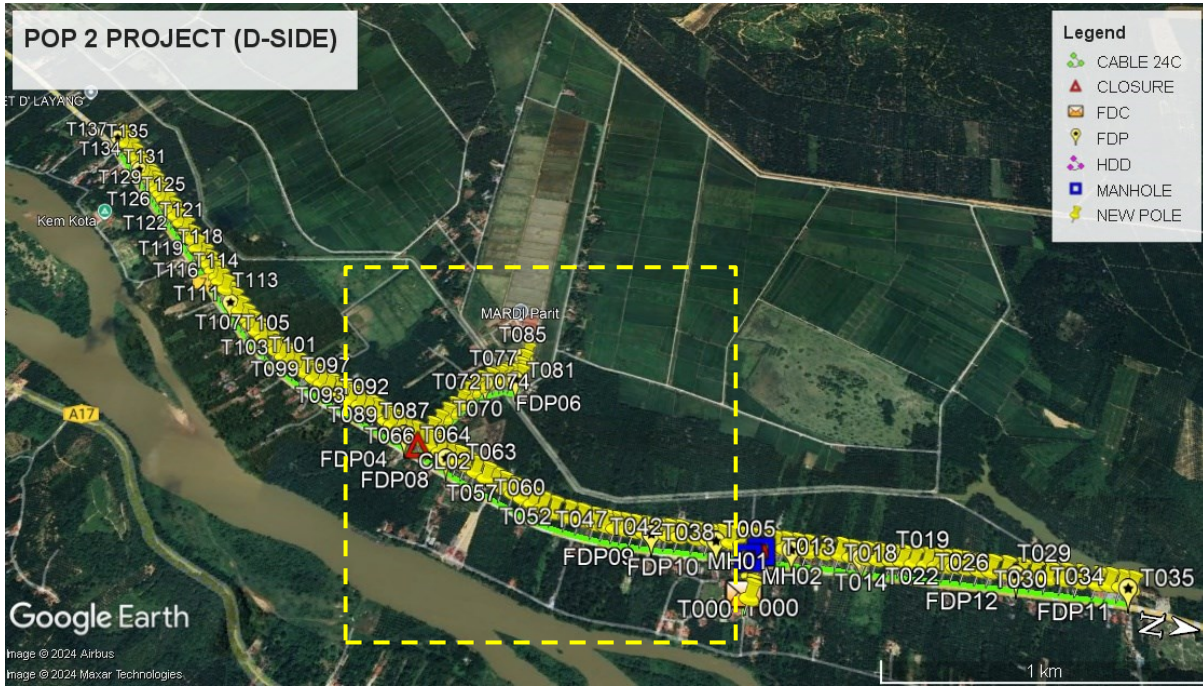 POP 2 PROJECT (D-SIDE)
Legend
CABLE 24C
CLOSURE
FDC
FDP
HDD
MANHOLE
NEW POLE
ET D' LAYANG
T137 T135
T134
T131
T129
T125
T126
Kem Kota
T121
T122
T118
T119
T114
T116
T113
T111
MARDI Parit
T107 T105
T085
T103 T101
T077
T099
T097
T081
T072 T074
T093
T092
FDP06
T070
T089
T087
T066 T064
FDP04
CL02
T063
A17
FDP08
T057
T060
T052
T047
T042
T038
T005
T013
T019
FDP09
FDP10
MH01
T018
T026
T029
MH02
T014
T022
T030
T034
T035
FDP12
FDP11
T000
T000
N
Google Earth
Image © 2024 Airbus
Image © 2024 Maxar Technologies
1 km